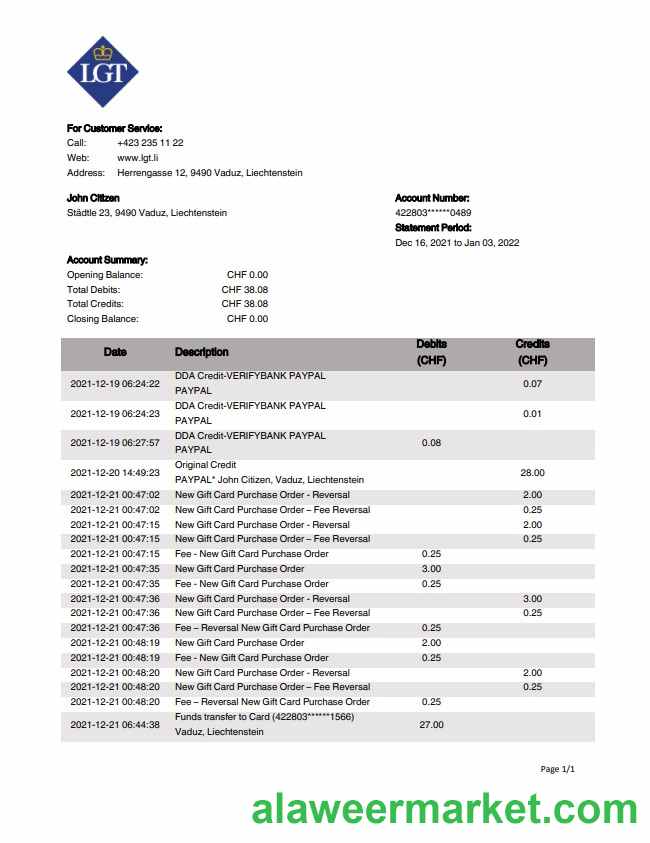 LGT
For Customer Service:
Call: +423 235 11 22
Web: www.lgt.li
Address: Herrengasse 12, 9490 Vaduz, Liechtenstein
John Citizen
Städtle 23, 9490 Vaduz, Liechtenstein
Account Number:
422803******0489
Statement Period:
Dec 16, 2021 to Jan 03, 2022
Account Summary:
Opening Balance: CHF 0.00
Total Debits: CHF 38.08
Total Credits: CHF 38.08
Closing Balance: CHF 0.00
Date Description Debits (CHF) Credits (CHF)
2021-12-19 06:24:22 DDA Credit-VERIFYBANK PAYPAL
PAYPAL 0.07
2021-12-19 06:24:23 DDA Credit-VERIFYBANK PAYPAL
PAYPAL 0.01
2021-12-19 06:27:57 DDA Credit-VERIFYBANK PAYPAL
PAYPAL 0.08
2021-12-20 14:49:23 Original Credit
PAYPAL* John Citizen, Vaduz, Liechtenstein 28.00
2021-12-21 00:47:02 New Gift Card Purchase Order - Reversal 2.00
2021-12-21 00:47:02 New Gift Card Purchase Order – Fee Reversal 0.25
2021-12-21 00:47:15 New Gift Card Purchase Order - Reversal 2.00
2021-12-21 00:47:15 New Gift Card Purchase Order – Fee Reversal 0.25
2021-12-21 00:47:15 Fee - New Gift Card Purchase Order 0.25
2021-12-21 00:47:35 New Gift Card Purchase Order 3.00
2021-12-21 00:47:35 Fee - New Gift Card Purchase Order 0.25
2021-12-21 00:47:36 New Gift Card Purchase Order - Reversal 3.00
2021-12-21 00:47:36 New Gift Card Purchase Order – Fee Reversal 0.25
2021-12-21 00:47:36 Fee – Reversal New Gift Card Purchase Order 0.25
2021-12-21 00:48:19 New Gift Card Purchase Order 2.00
2021-12-21 00:48:19 Fee - New Gift Card Purchase Order 0.25
2021-12-21 00:48:20 New Gift Card Purchase Order - Reversal 2.00
2021-12-21 00:48:20 New Gift Card Purchase Order – Fee Reversal 0.25
2021-12-21 00:48:20 Fee – Reversal New Gift Card Purchase Order 0.25
2021-12-21 06:44:38 Funds transfer to Card (422803******1566)
Vaduz, Liechtenstein 27.00
Page 1/1
alaweermarket.com